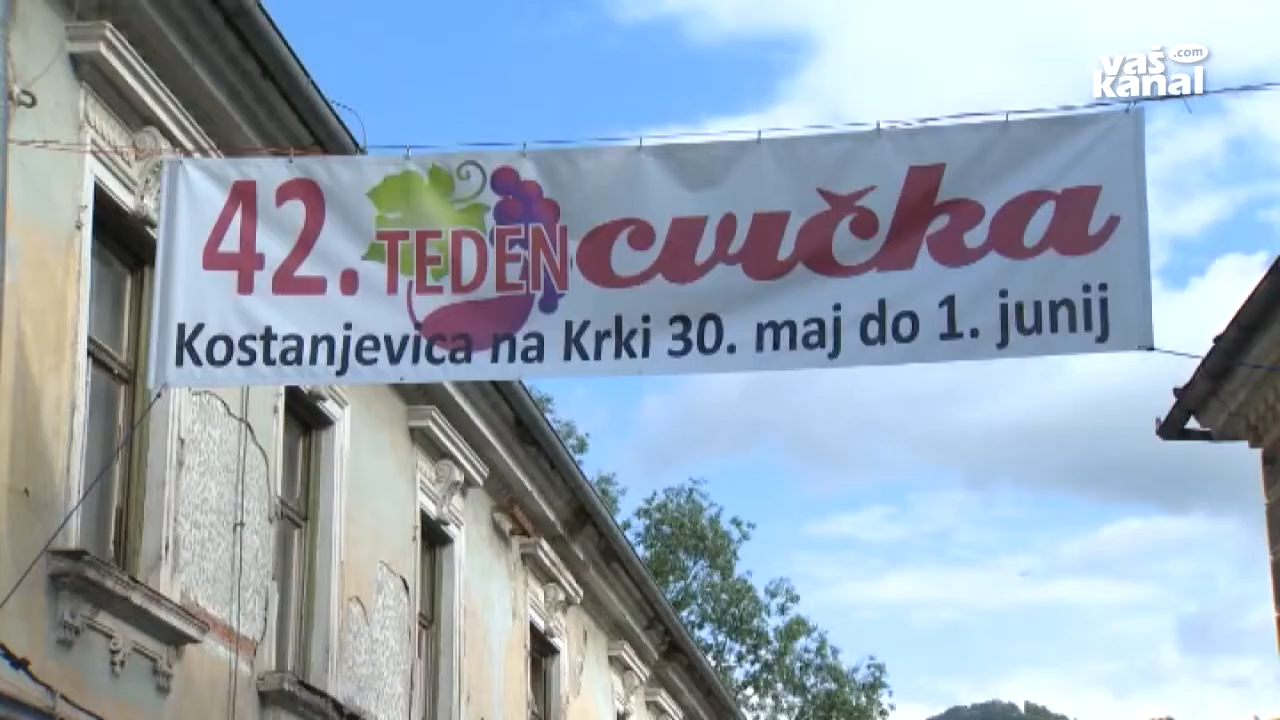 vaš .com
kanal
42. TEDEN cvička
Kostanjevica na Krki 30. maj do 1. junij